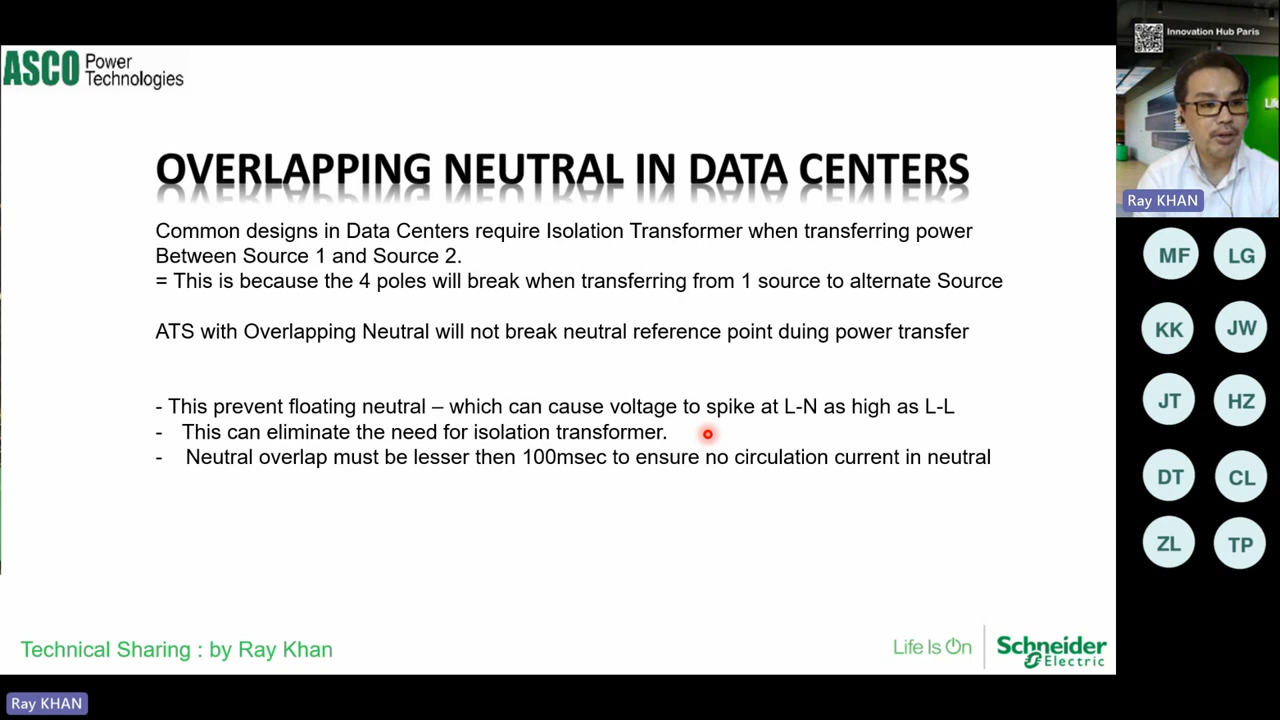 ASCO Power
Technologies
Innovation Hub Paris
Life
OVERLAPPING NEUTRAL IN DATA CENTERS
Ray KHAN
Common designs in Data Centers require Isolation Transformer when transferring power
Between Source 1 and Source 2.
= This is because the 4 poles will break when transferring from 1 source to alternate Source
ATS with Overlapping Neutral will not break neutral reference point duing power transfer
- This prevent floating neutral – which can cause voltage to spike at L-N as high as L-L
- This can eliminate the need for isolation transformer.
- Neutral overlap must be lesser then 100msec to ensure no circulation current in neutral
MF LG
KK JW
JT HZ
DT CL
ZL TP
Technical Sharing : by Ray Khan
Life Is On
Schneider
Electric
Ray KHAN